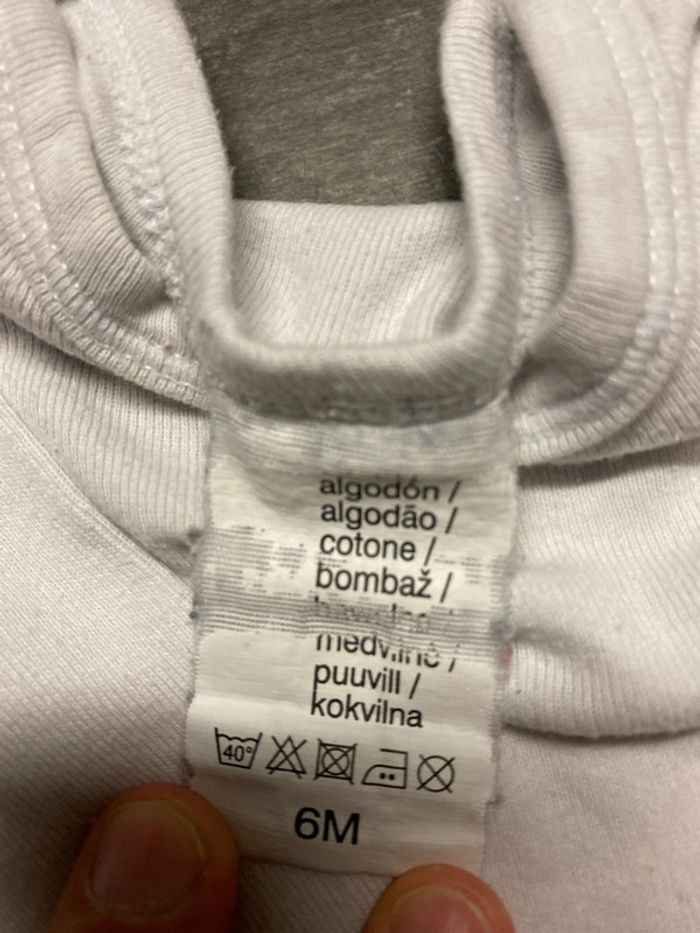 algodón /
algodão /
cotone /
bombaž /
medvilnė /
puuvill /
kokvilna
40°
6M